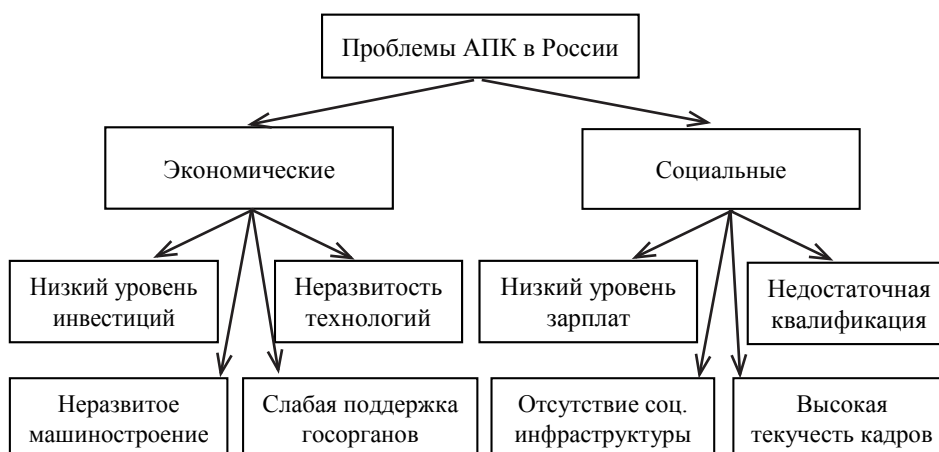 Проблемы АПК в России
Экономические
Социальные
Низкий уровень
инвестиций
Неразвитость
технологий
Низкий уровень
зарплат
Недостаточная
квалификация
Неразвитое
машиностроение
Слабая поддержка
госорганов
Отсутствие соц.
инфраструктуры
Высокая
текучесть кадров